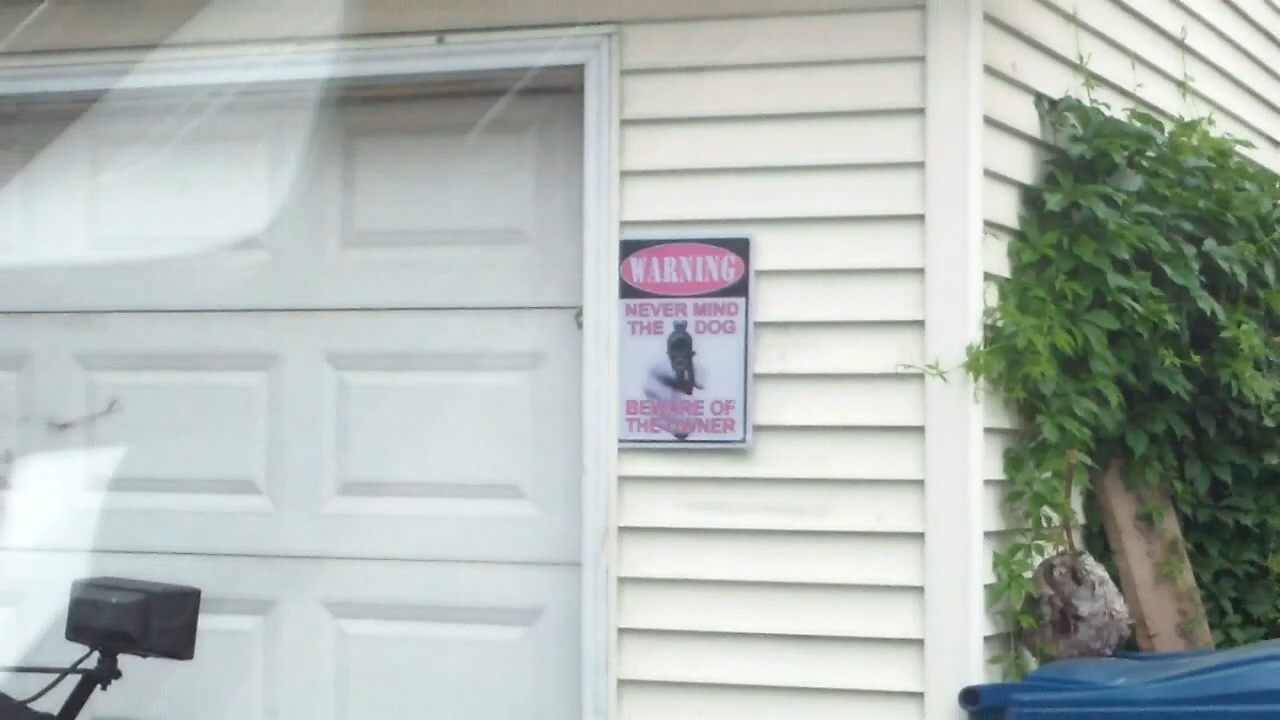 WARNING
NEVER MIND
THE DOG
BEWARE OF
THE OWNER